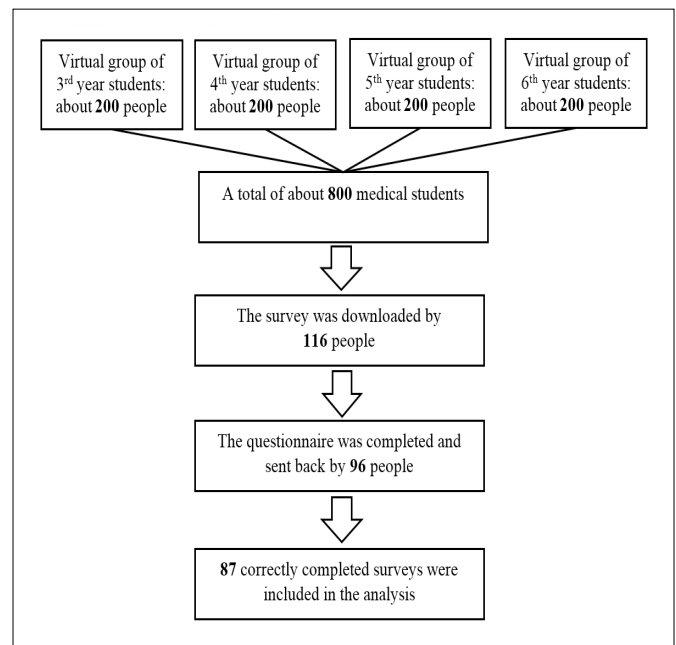 Virtual group of
3rd year students:
about 200 people
Virtual group of
4th year students:
about 200 people
Virtual group of
5th year students:
about 200 people
Virtual group of
6th year students:
about 200 people
A total of about 800 medical students
The survey was downloaded by
116 people
The questionnaire was completed and
sent back by 96 people
87 correctly completed surveys were
included in the analysis